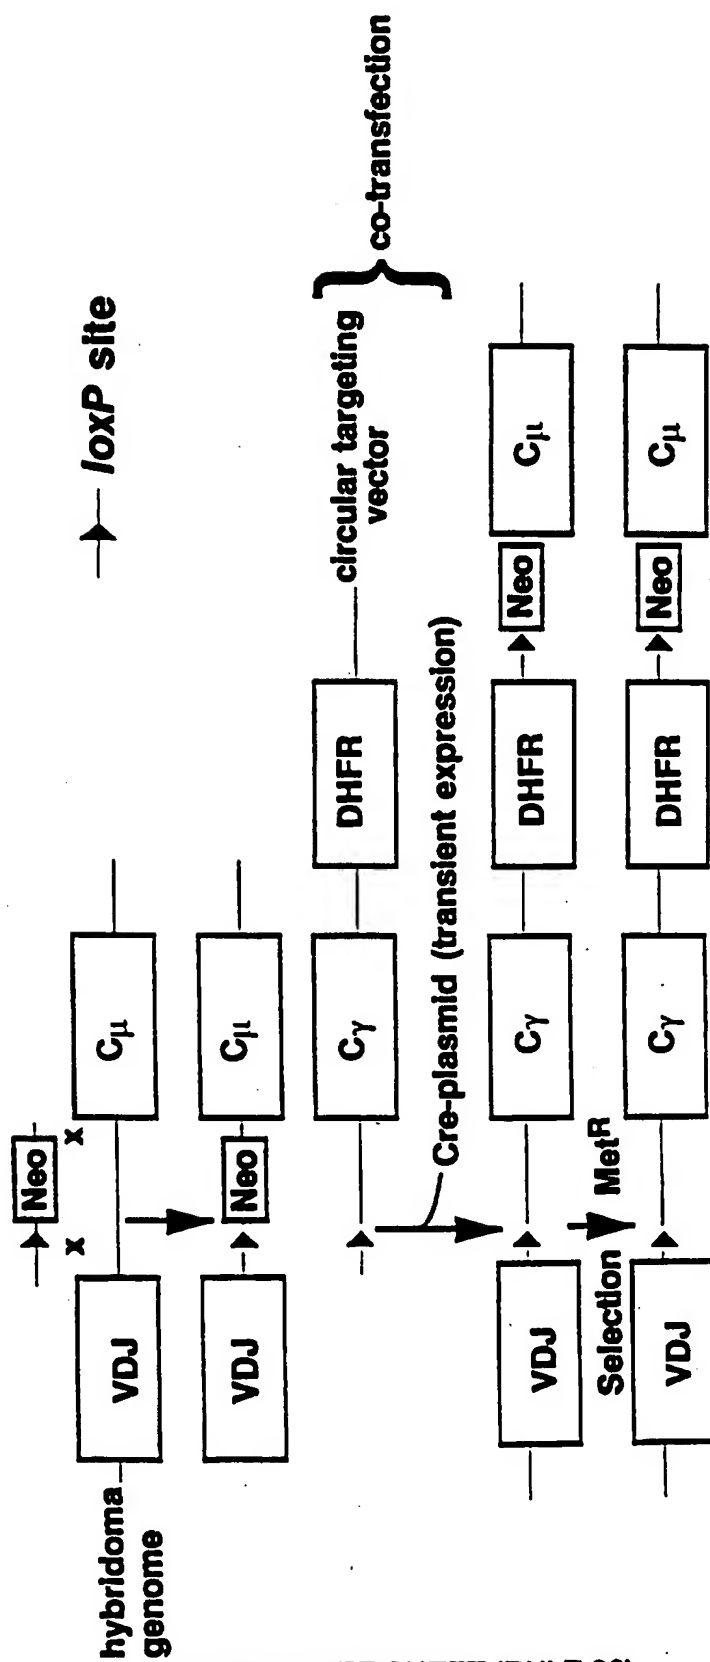 loxP site
Neo
x x
hybridoma
genome
VDJ
Cμ
VDJ
Neo
Cμ
Cγ
DHFR
circular targeting
vector
co-transfection
Cre-plasmid (transient expression)
VDJ
Cγ
DHFR
Neo
Cμ
Selection
Met^R
VDJ
Cγ
DHFR
Neo
Cμ